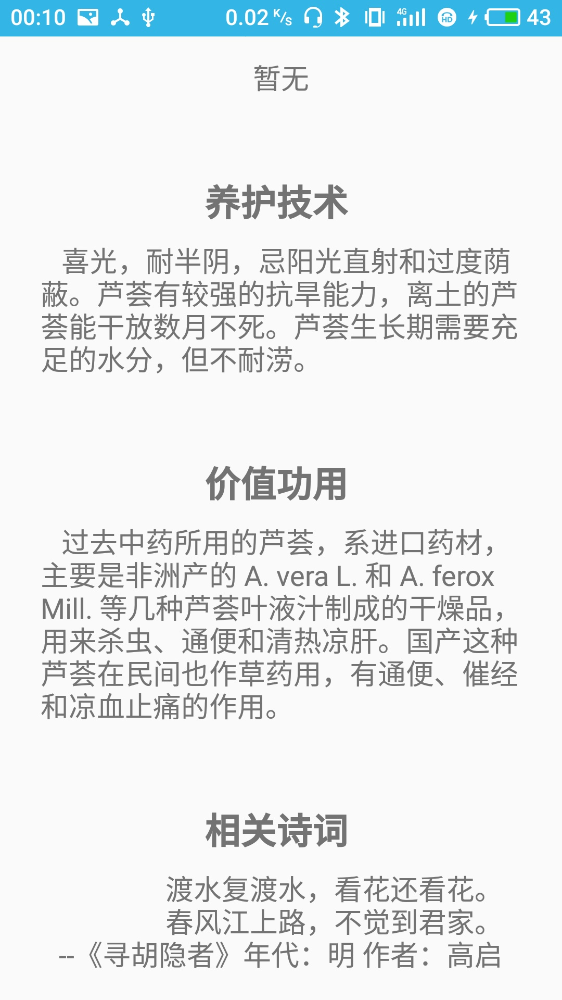 00:10 0.02 K/s 4G HD 43
暂无
养护技术
喜光，耐半阴，忌阳光直射和过度荫
蔽。芦荟有较强的抗旱能力，离土的芦
荟能干放数月不死。芦荟生长期需要充
足的水分，但不耐涝。
价值功用
过去中药所用的芦荟，系进口药材，
主要是非洲产的 A. vera L. 和 A. ferox
Mill. 等几种芦荟叶液汁制成的干燥品，
用来杀虫、通便和清热凉肝。国产这种
芦荟在民间也作草药用，有通便、催经
和凉血止痛的作用。
相关诗词
渡水复渡水，看花还看花。
春风江上路，不觉到君家。
--《寻胡隐者》年代：明 作者：高启